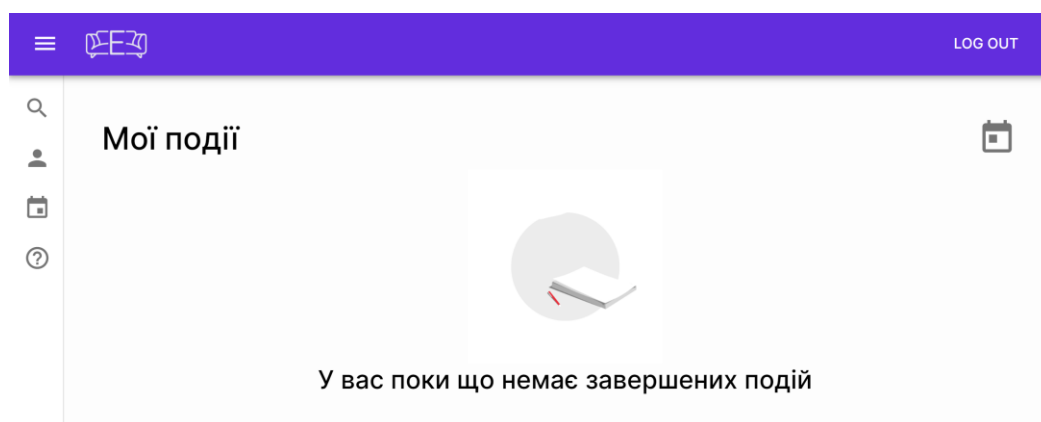 LOG OUT
Мої події
У вас поки що немає завершених подій